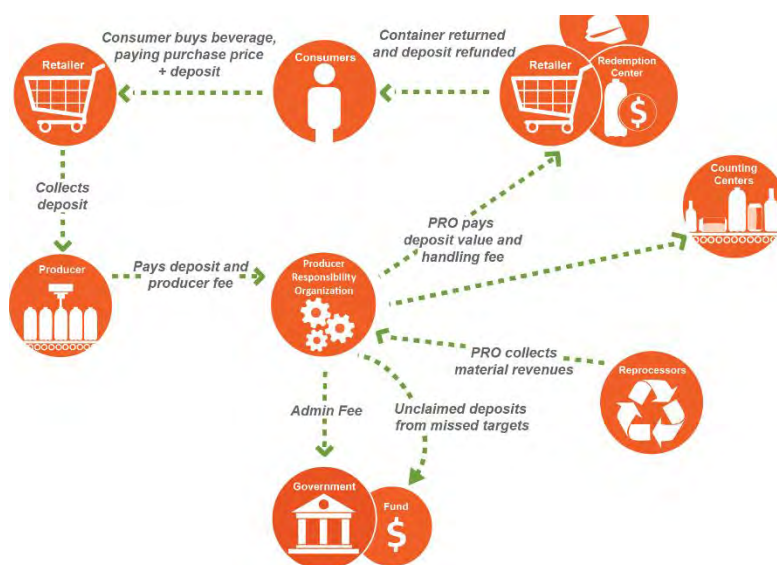 Consumer buys beverage,
paying purchase price
+ deposit
Container returned
and deposit refunded
Retailer
Consumers
Retailer
Redemption
Center
$
Collects
deposit
Counting
Centers
PRO pays
deposit value and
handling fee
Producer
Pays deposit and
producer fee
Producer
Responsibility
Organization
PRO collects
material revenues
Reprocessors
Admin Fee
Unclaimed deposits
from missed targets
Government
Fund
$